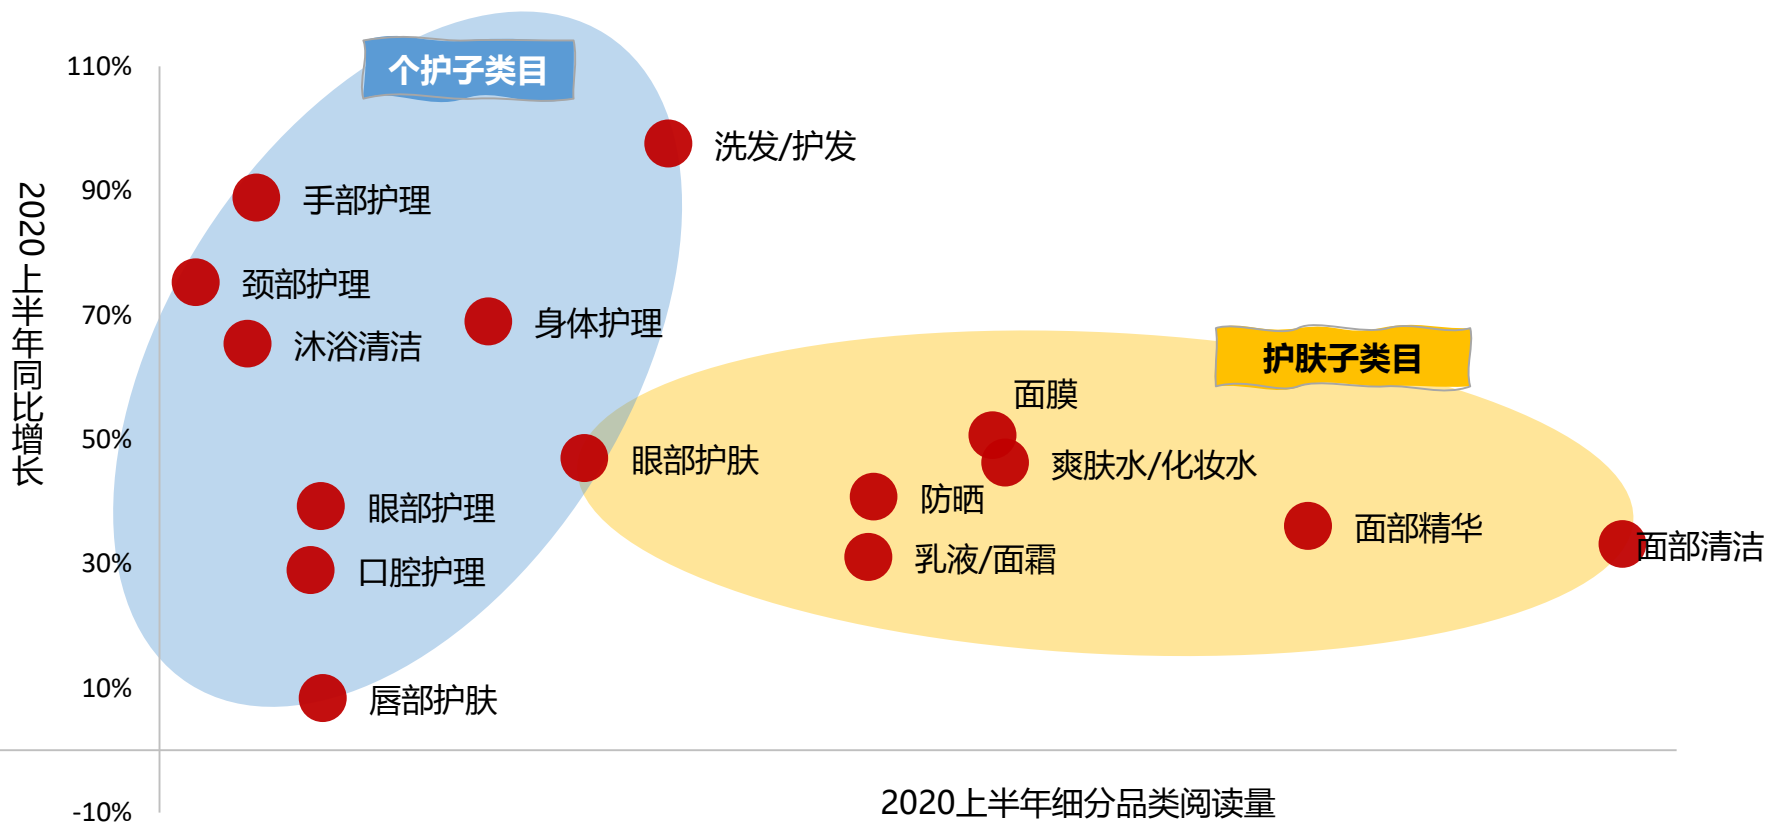 个护子类目
110%
洗发/护发
90%
手部护理
颈部护理
70%
身体护理
沐浴清洁
护肤子类目
面膜
50%
眼部护肤
爽肤水/化妆水
眼部护理
防晒
面部精华
面部清洁
30%
口腔护理
乳液/面霜
10%
唇部护肤
-10%
2020上半年同比增长
2020上半年细分品类阅读量